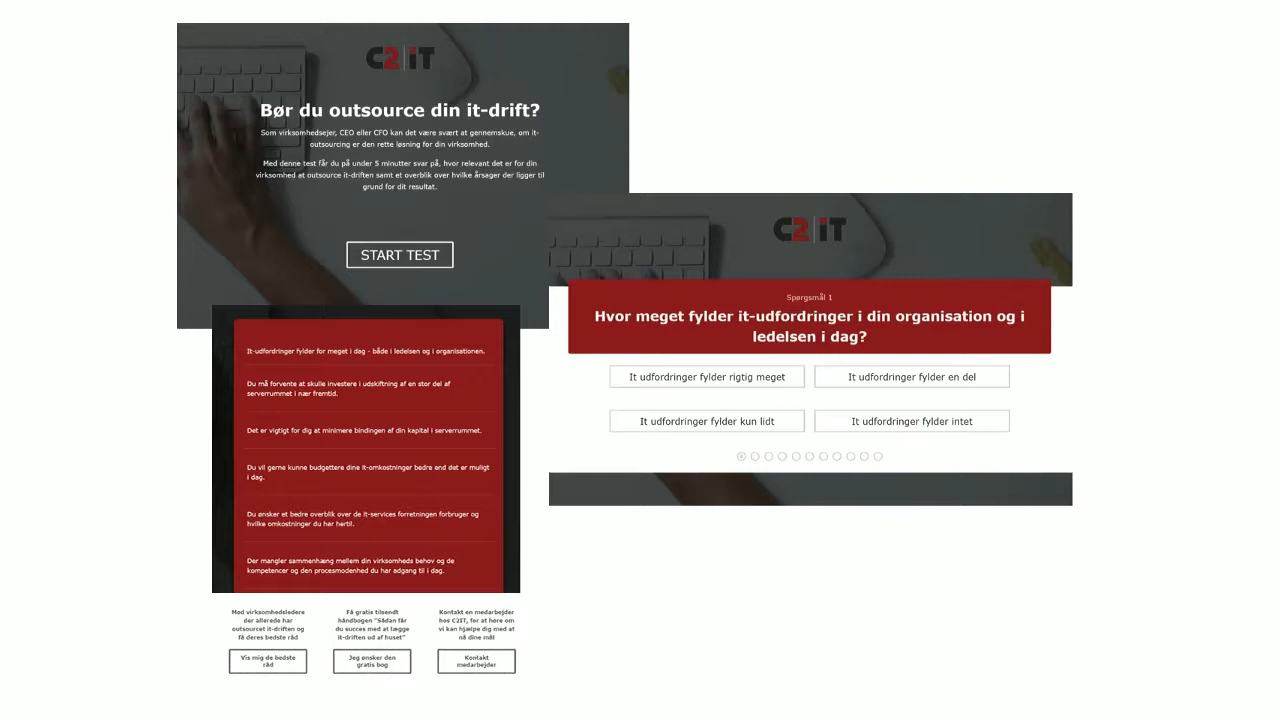 C2IT
Bør du outsource din it-drift?
Som virksomhedsejer, CEO eller CFO kan det være svært at gennemskue, om it-
outsourcing er den rette løsning for din virksomhed.
Med denne test får du på under 5 minutter svar på, hvor relevant det er for din
virksomhed at outsource it-driften samt et overblik over hvilke årsager der ligger til
grund for dit resultat.
START TEST
C2IT
Spørgsmål 1
Hvor meget fylder it-udfordringer i din organisation og i
ledelsen i dag?
It udfordringer fylder rigtig meget
It udfordringer fylder en del
It udfordringer fylder kun lidt
It udfordringer fylder intet
It-udfordringer fylder for meget i dag - både i ledelsen og i organisationen.
Du må forvente at skulle investere i udskiftning af en stor del af
serverrummet i nær fremtid.
Det er vigtigt for dig at minimere bindingen af din kapital i serverrummet.
Du vil gerne kunne budgettere dine it-omkostninger bedre end det er muligt
i dag.
Du ønsker et bedre overblik over de it-services forretningen forbruger og
hvilke omkostninger du har hertil.
Der mangler sammenhæng mellem din virksomheds behov og de
kompetencer og den procesmodenhed du har adgang til i dag.
Mød virksomhedsledere
der allerede har
outsourcet it-driften og
få deres bedste råd
Vis mig de bedste
råd
Få gratis tilsendt
håndbogen "Sådan får
du succes med at lægge
it-driften ud af huset"
Jeg ønsker den
gratis bog
Kontakt en medarbejder
hos C2IT, for at høre om
vi kan hjælpe dig med at
nå dine mål
Kontakt
medarbejder